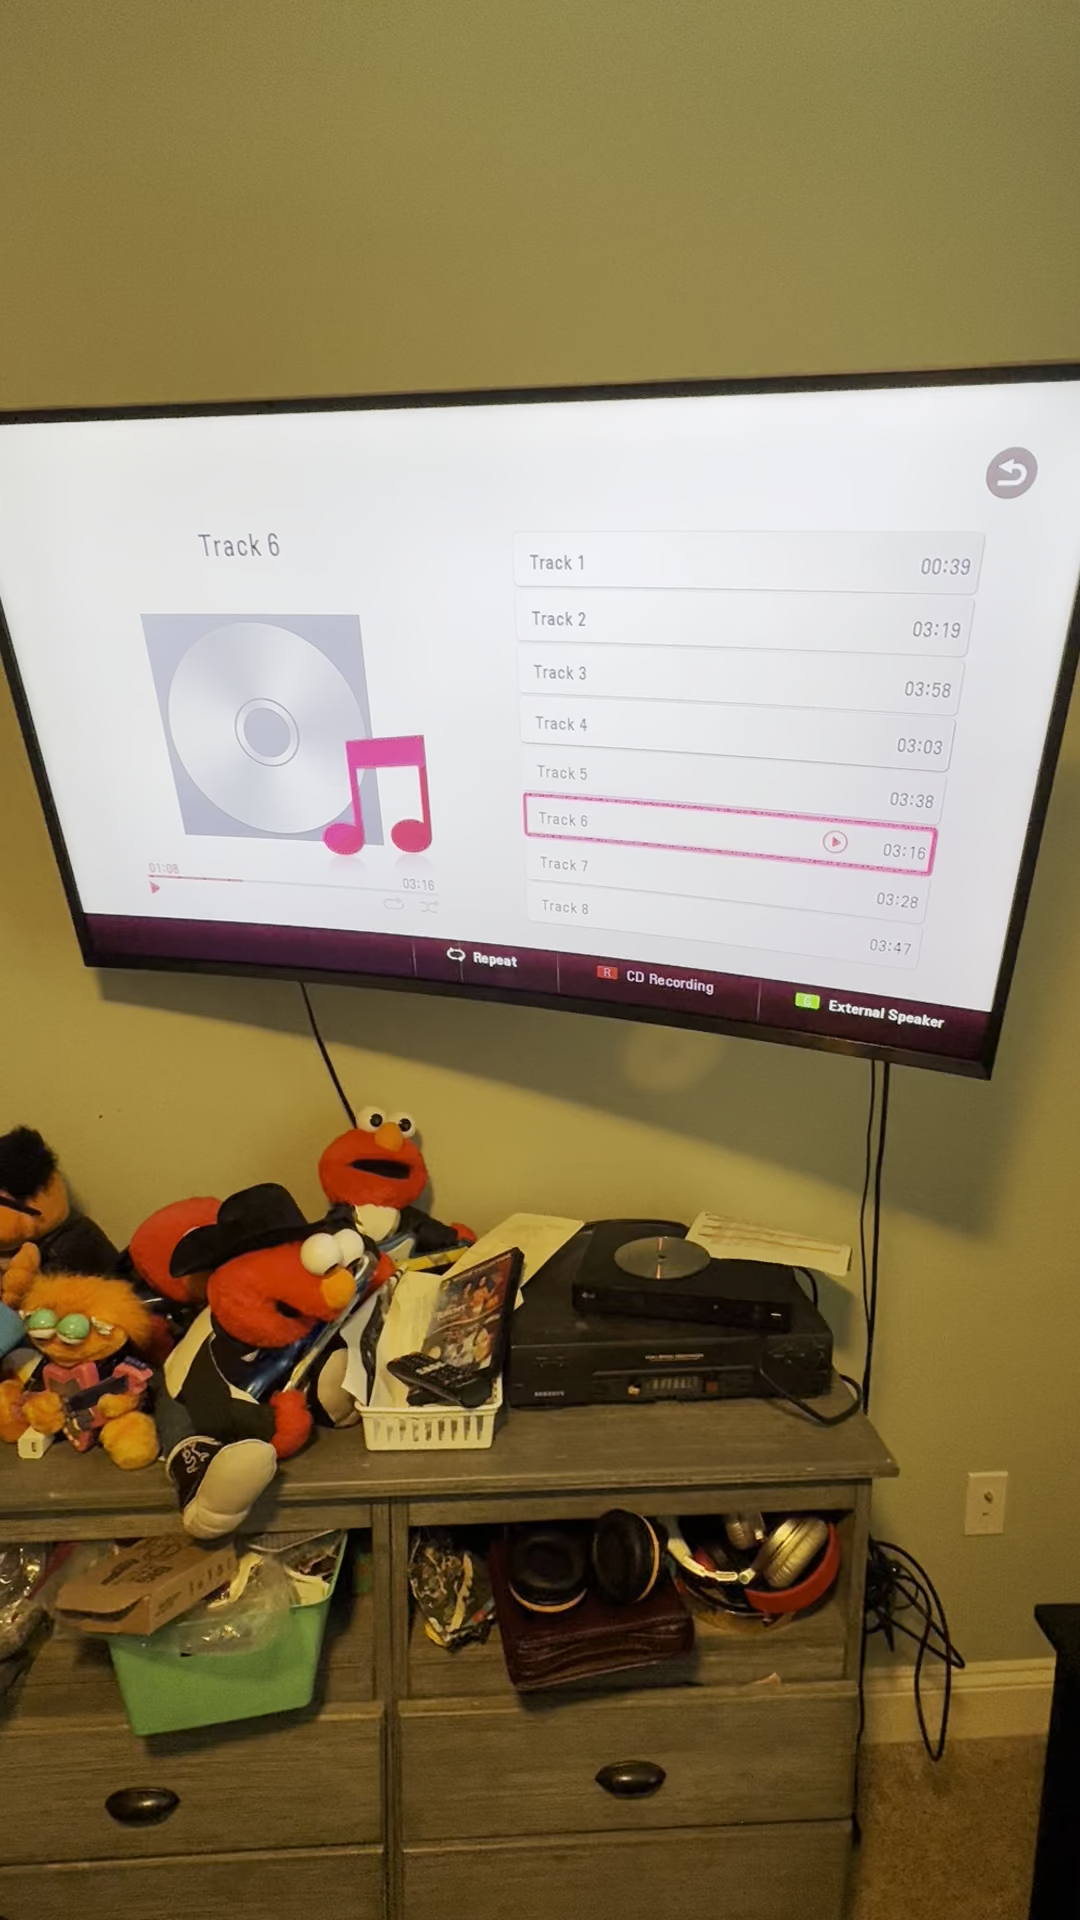 Track 6
01:08
03:16
Track 1 00:39
Track 2 03:19
Track 3 03:58
Track 4 03:03
Track 5 03:38
Track 6 03:16
Track 7 03:28
Track 8 03:47
Repeat
R CD Recording
G External Speaker